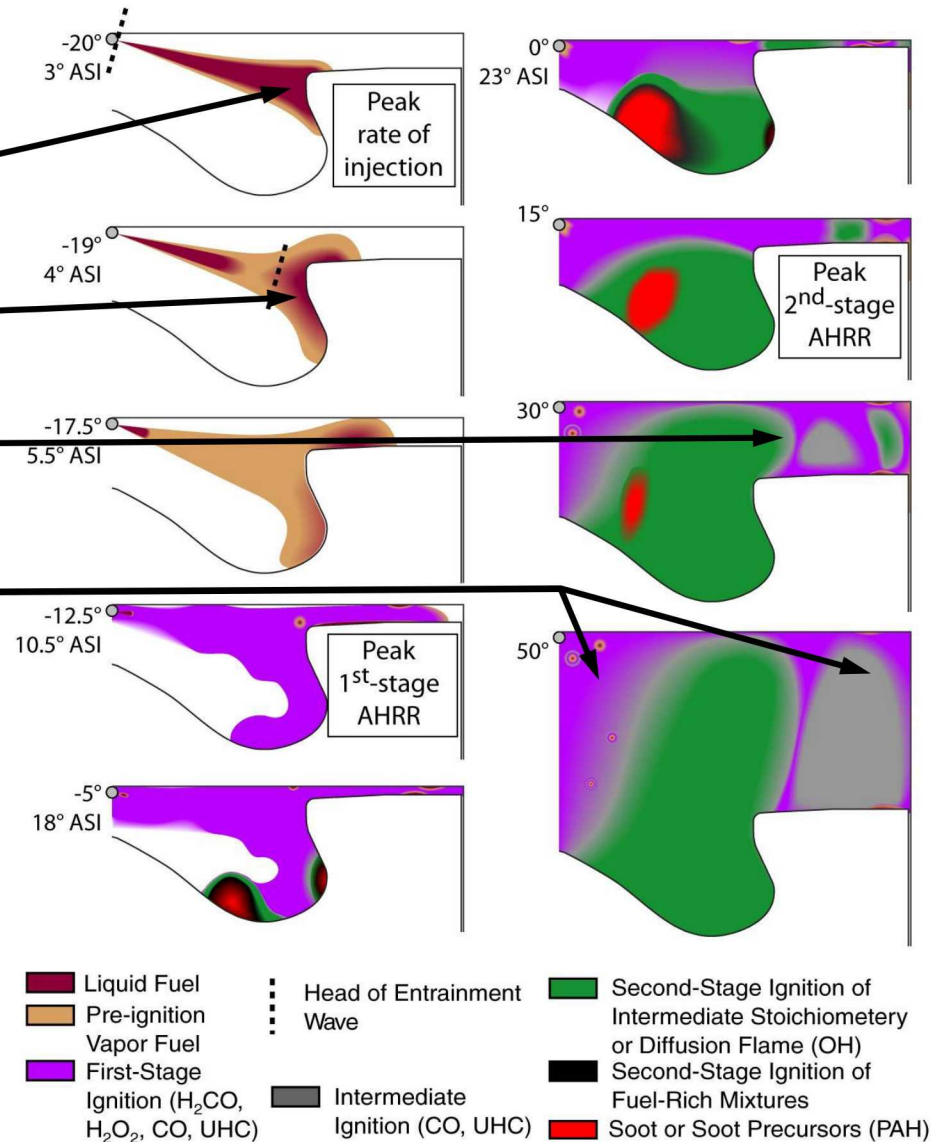 -20°
3° ASI
Peak
rate of
injection
-19°
4° ASI
-17.5°
5.5° ASI
-12.5°
10.5° ASI
Peak
1st-stage
AHRR
-5°
18° ASI
0°
23° ASI
15°
Peak
2nd-stage
AHRR
30°
50°
Liquid Fuel
Pre-ignition
Vapor Fuel
First-Stage
Ignition (H₂CO,
H₂O₂, CO, UHC)
Head of Entrainment
Wave
Intermediate
Ignition (CO, UHC)
Second-Stage Ignition of
Intermediate Stoichiometery
or Diffusion Flame (OH)
Second-Stage Ignition of
Fuel-Rich Mixtures
Soot or Soot Precursors (PAH)